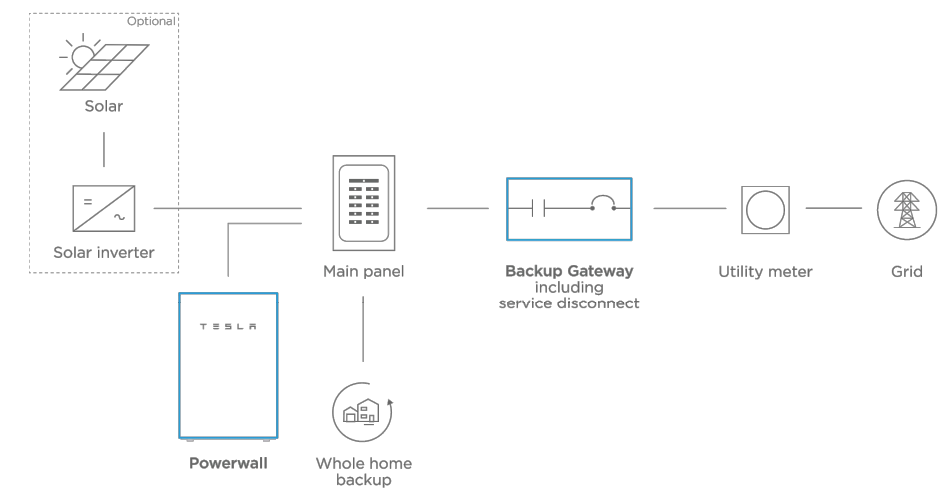 Optional
Solar
Solar inverter
Main panel
Backup Gateway
including
service disconnect
Utility meter
Grid
TESLA
Powerwall
Whole home
backup